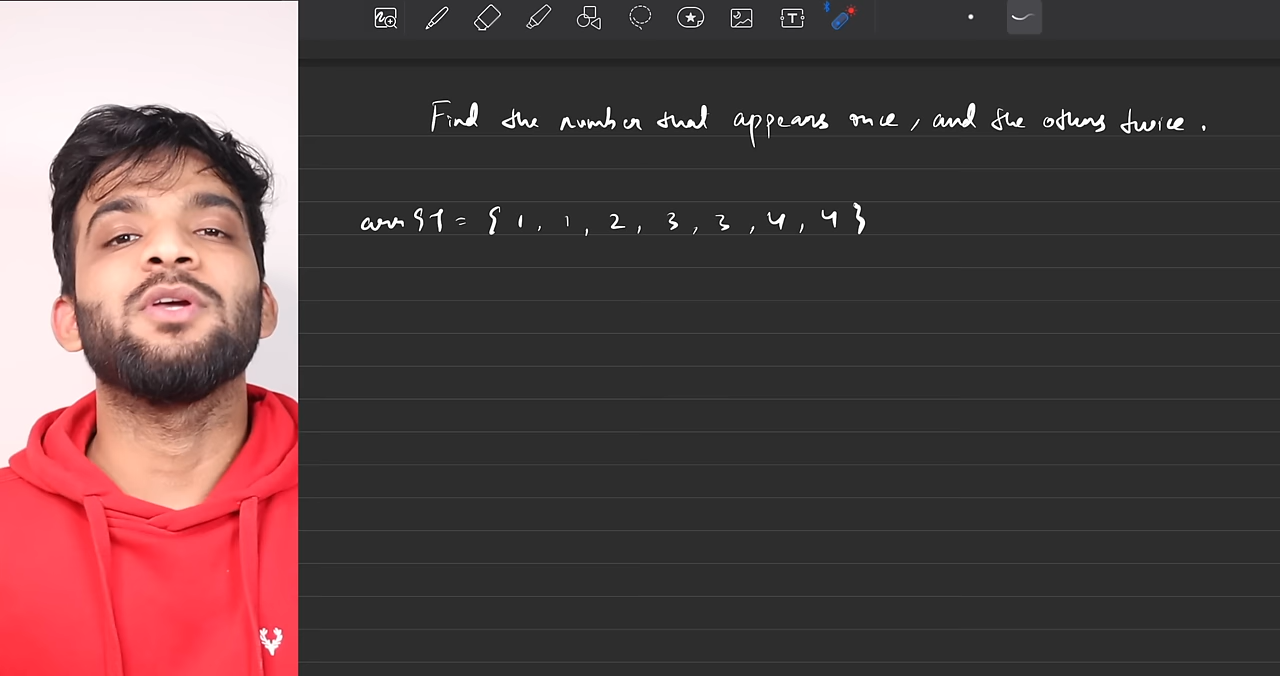 Find the number that appears once, and the others twice.
arr[] = {1, 1, 2, 3, 3, 4, 4}
T